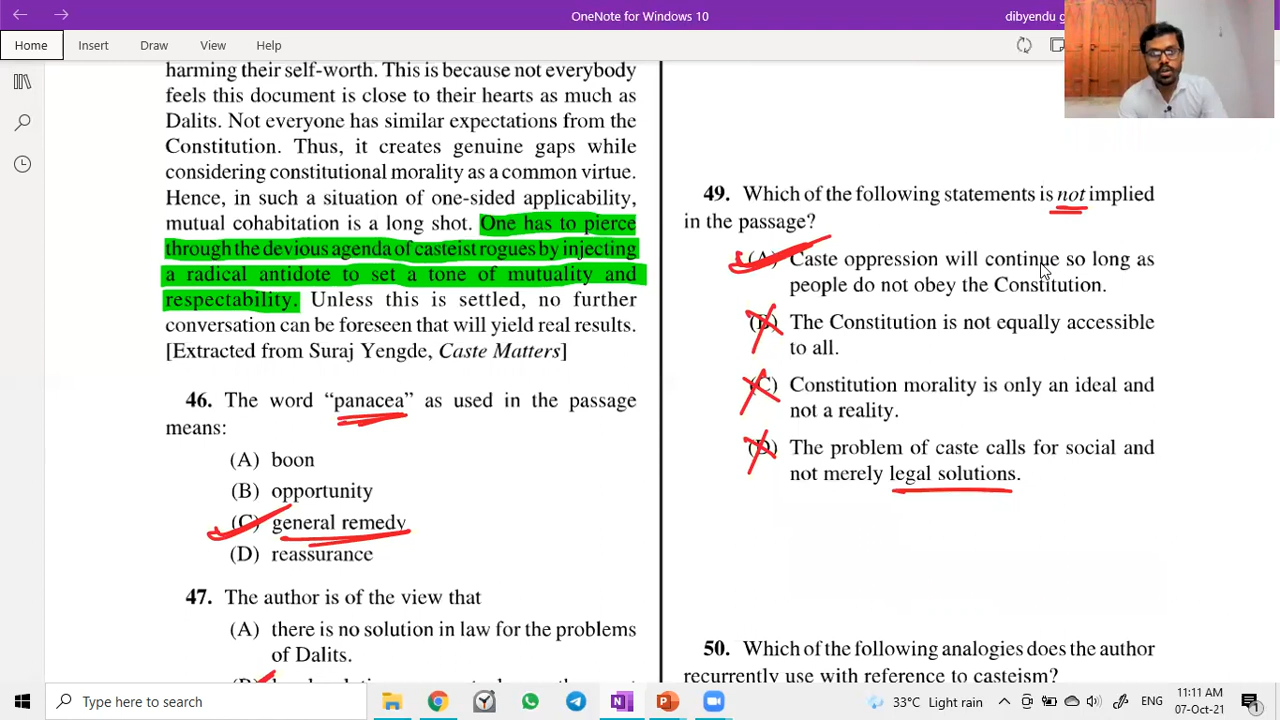 OneNote for Windows 10
dibyendu g
Home
Insert
Draw
View
Help
harming their self-worth. This is because not everybody
feels this document is close to their hearts as much as
Dalits. Not everyone has similar expectations from the
Constitution. Thus, it creates genuine gaps while
considering constitutional morality as a common virtue.
Hence, in such a situation of one-sided applicability,
mutual cohabitation is a long shot. One has to pierce
through the devious agenda of casteist rogues by injecting
a radical antidote to set a tone of mutuality and
respectability. Unless this is settled, no further
conversation can be foreseen that will yield real results.
[Extracted from Suraj Yengde, Caste Matters]
46. The word “panacea” as used in the passage
means:
(A) boon
(B) opportunity
(C) general remedy
(D) reassurance
47. The author is of the view that
(A) there is no solution in law for the problems
of Dalits.
49. Which of the following statements is not implied
in the passage?
(A) Caste oppression will continue so long as
people do not obey the Constitution.
(B) The Constitution is not equally accessible
to all.
(C) Constitution morality is only an ideal and
not a reality.
(D) The problem of caste calls for social and
not merely legal solutions.
50. Which of the following analogies does the author
recurrently use with reference to casteism?
Type here to search
33°C Light rain
ENG
11:11 AM
07-Oct-21